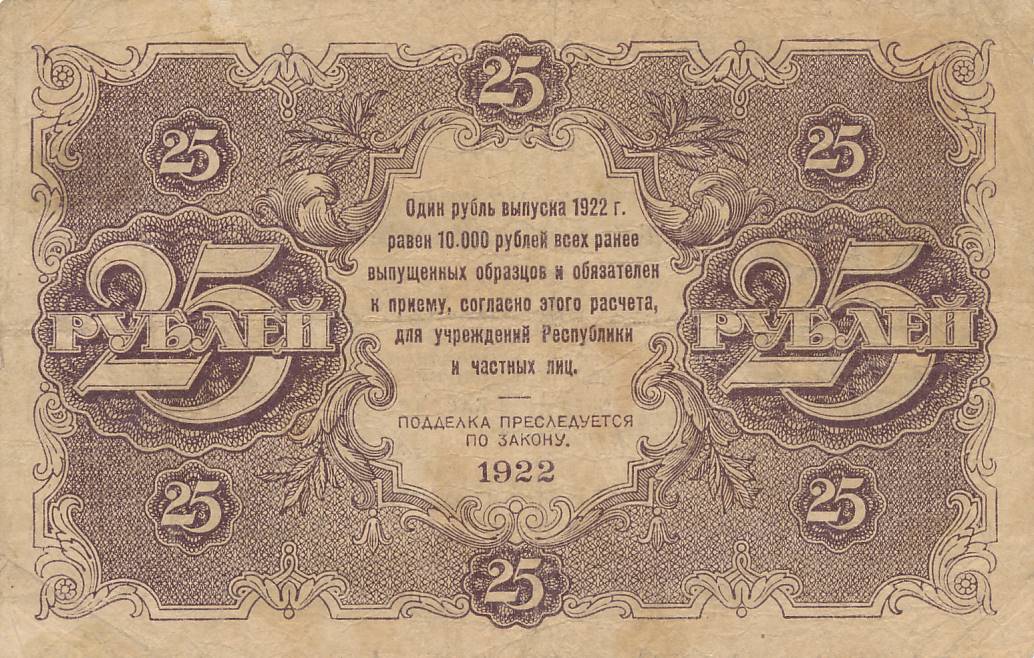 25
25
25
Один рубль выпуска 1922 г.
равен 10.000 рублей всех ранее
выпущенных образцов и обязателен
к приему, согласно этого расчета,
для учреждений Республики
и частных лиц.
25
РУБЛЕЙ
25
РУБЛЕЙ
ПОДДЕЛКА ПРЕСЛЕДУЕТСЯ
ПО ЗАКОНУ.
1922
25
25
25